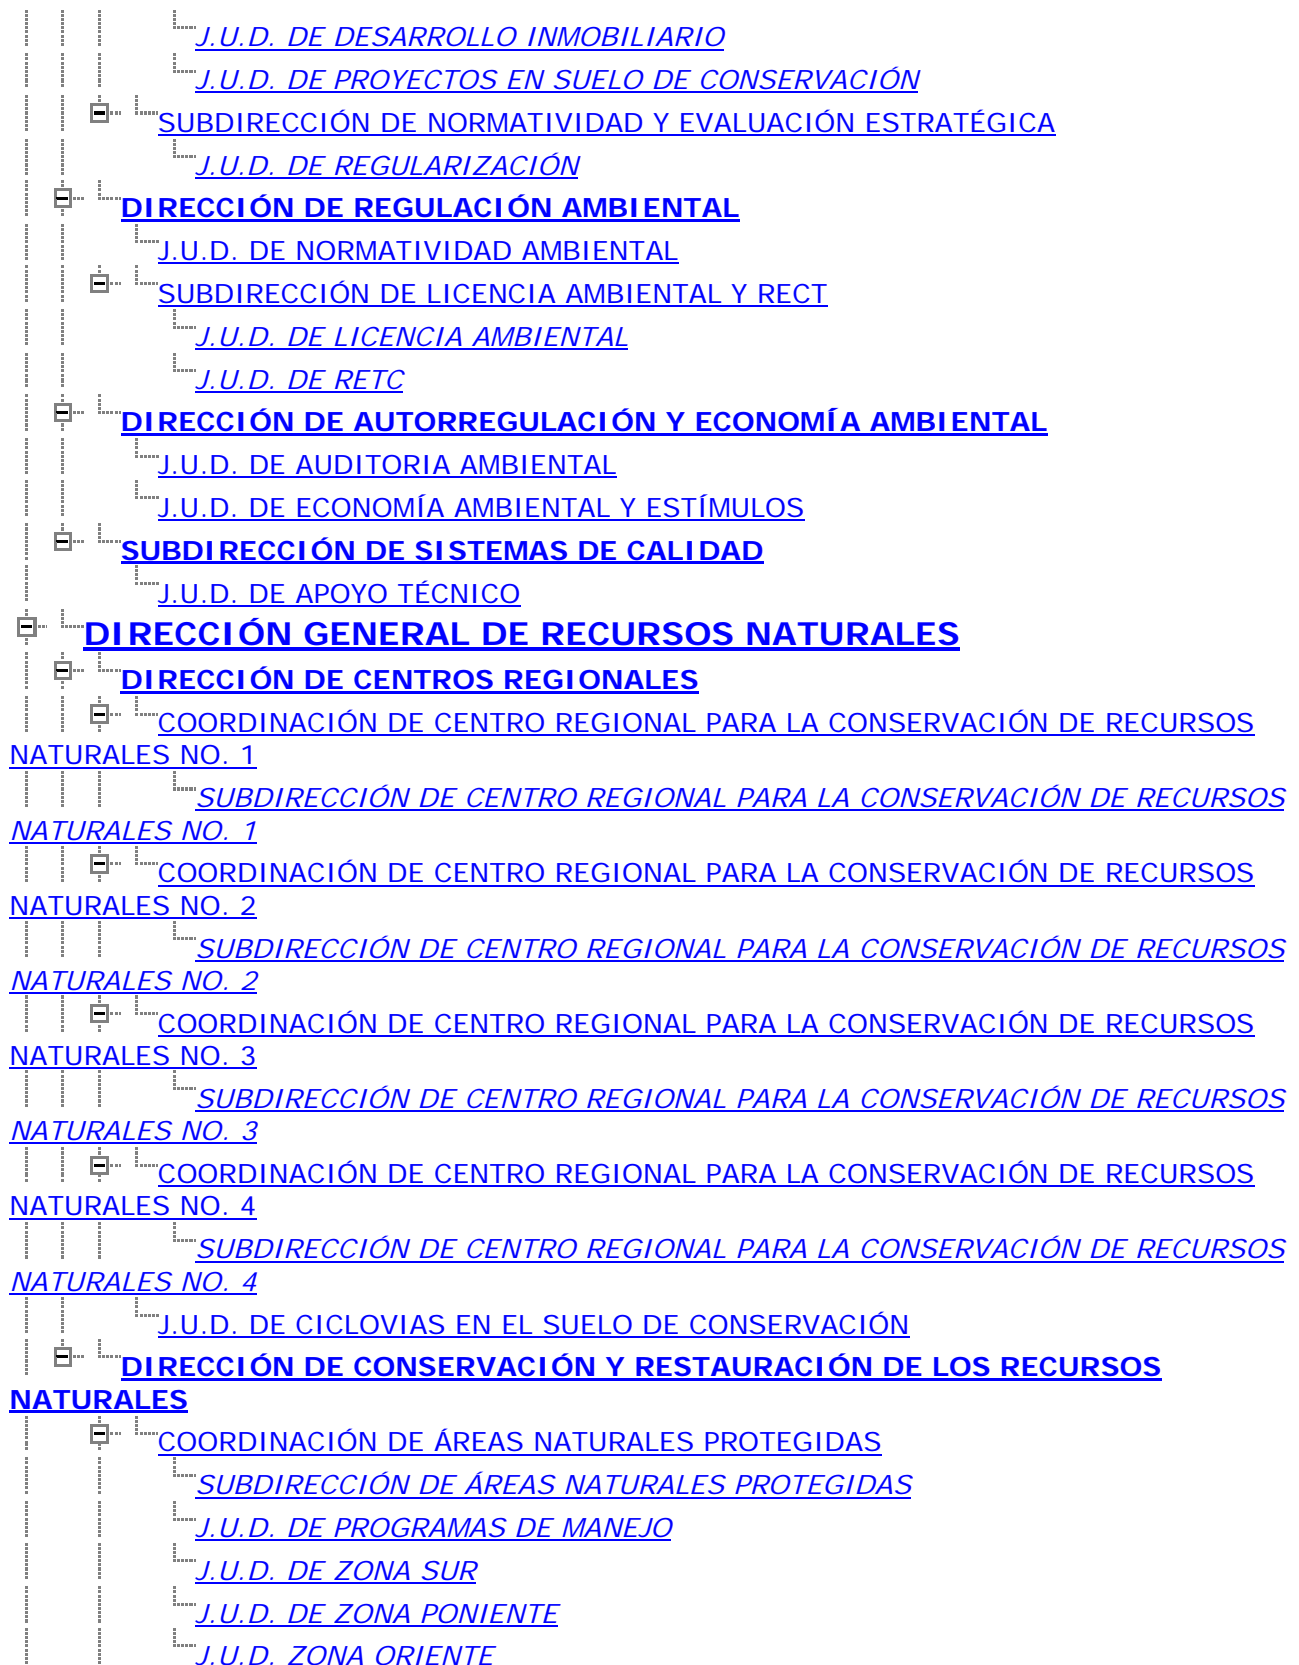 J.U.D. DE DESARROLLO INMOBILIARIO
J.U.D. DE PROYECTOS EN SUELO DE CONSERVACIÓN
SUBDIRECCIÓN DE NORMATIVIDAD Y EVALUACIÓN ESTRATÉGICA
J.U.D. DE REGULARIZACIÓN
DIRECCIÓN DE REGULACIÓN AMBIENTAL
J.U.D. DE NORMATIVIDAD AMBIENTAL
SUBDIRECCIÓN DE LICENCIA AMBIENTAL Y RECT
J.U.D. DE LICENCIA AMBIENTAL
J.U.D. DE RETC
DIRECCIÓN DE AUTORREGULACIÓN Y ECONOMÍA AMBIENTAL
J.U.D. DE AUDITORIA AMBIENTAL
J.U.D. DE ECONOMÍA AMBIENTAL Y ESTÍMULOS
SUBDIRECCIÓN DE SISTEMAS DE CALIDAD
J.U.D. DE APOYO TÉCNICO
DIRECCIÓN GENERAL DE RECURSOS NATURALES
DIRECCIÓN DE CENTROS REGIONALES
COORDINACIÓN DE CENTRO REGIONAL PARA LA CONSERVACIÓN DE RECURSOS
NATURALES NO. 1
SUBDIRECCIÓN DE CENTRO REGIONAL PARA LA CONSERVACIÓN DE RECURSOS
NATURALES NO. 1
COORDINACIÓN DE CENTRO REGIONAL PARA LA CONSERVACIÓN DE RECURSOS
NATURALES NO. 2
SUBDIRECCIÓN DE CENTRO REGIONAL PARA LA CONSERVACIÓN DE RECURSOS
NATURALES NO. 2
COORDINACIÓN DE CENTRO REGIONAL PARA LA CONSERVACIÓN DE RECURSOS
NATURALES NO. 3
SUBDIRECCIÓN DE CENTRO REGIONAL PARA LA CONSERVACIÓN DE RECURSOS
NATURALES NO. 3
COORDINACIÓN DE CENTRO REGIONAL PARA LA CONSERVACIÓN DE RECURSOS
NATURALES NO. 4
SUBDIRECCIÓN DE CENTRO REGIONAL PARA LA CONSERVACIÓN DE RECURSOS
NATURALES NO. 4
J.U.D. DE CICLOVIAS EN EL SUELO DE CONSERVACIÓN
DIRECCIÓN DE CONSERVACIÓN Y RESTAURACIÓN DE LOS RECURSOS
NATURALES
COORDINACIÓN DE ÁREAS NATURALES PROTEGIDAS
SUBDIRECCIÓN DE ÁREAS NATURALES PROTEGIDAS
J.U.D. DE PROGRAMAS DE MANEJO
J.U.D. DE ZONA SUR
J.U.D. DE ZONA PONIENTE
J.U.D. ZONA ORIENTE